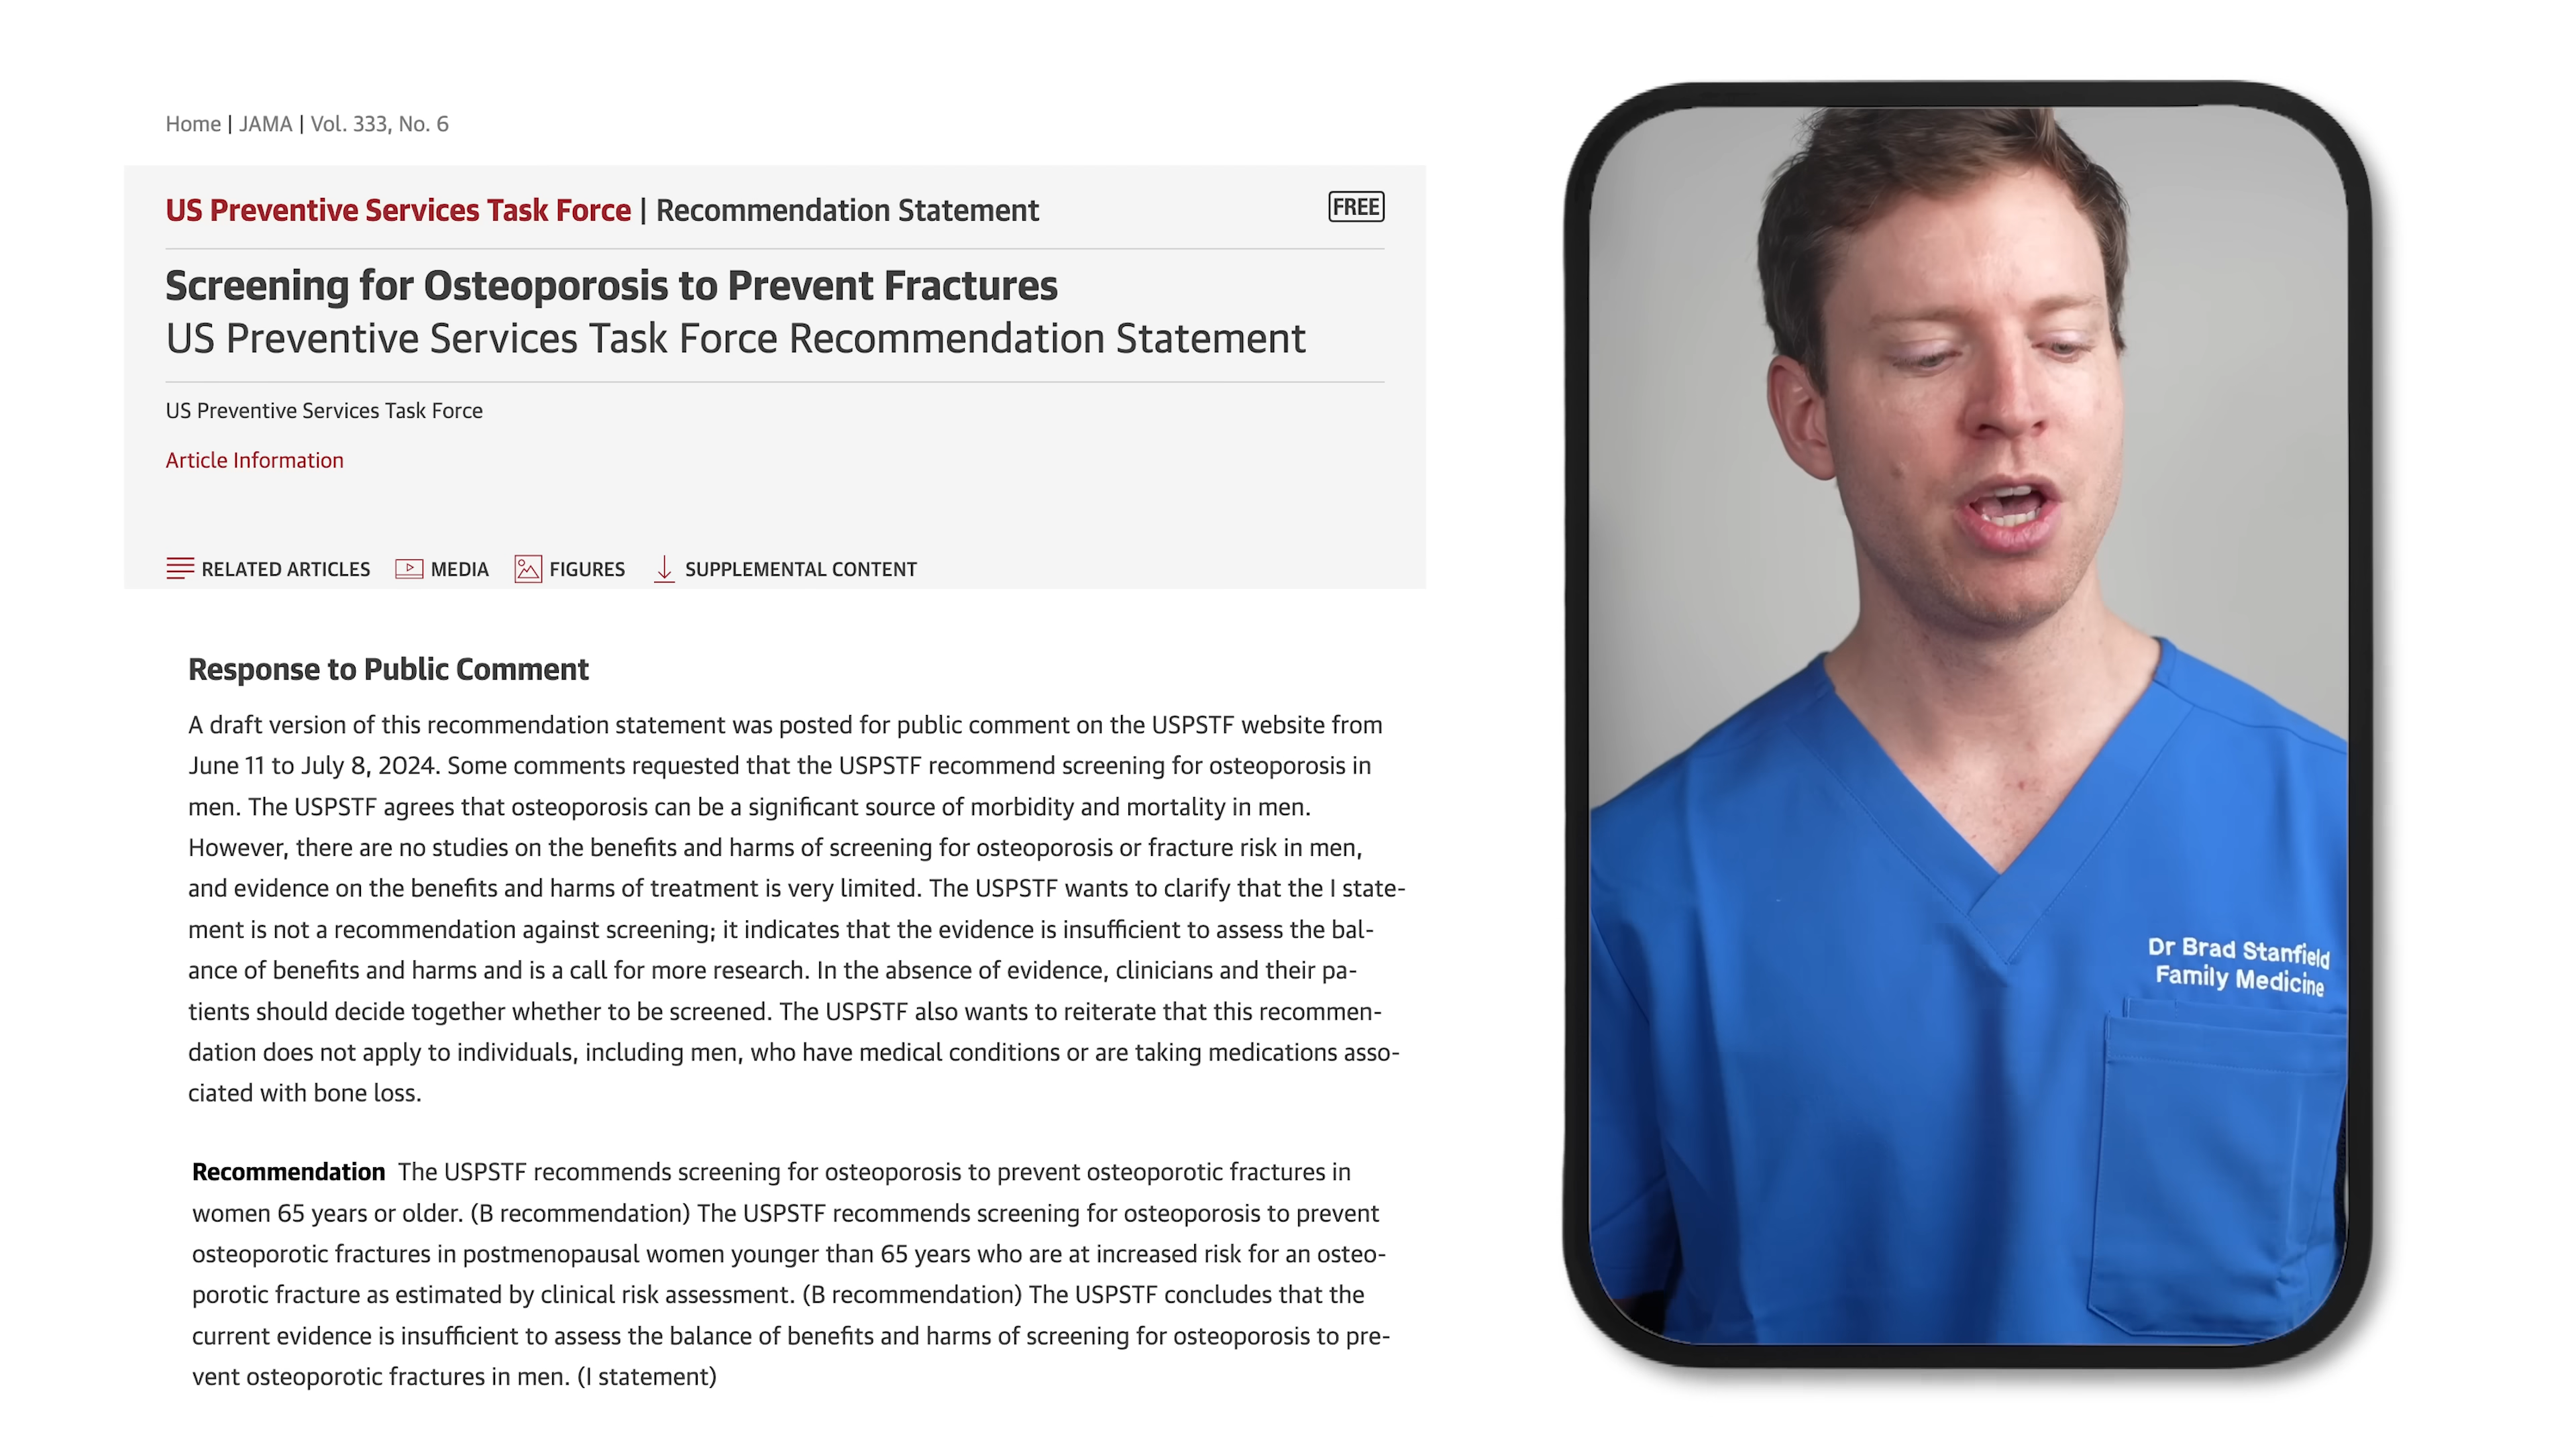 Home | JAMA | Vol. 333, No. 6
US Preventive Services Task Force | Recommendation Statement
FREE
Screening for Osteoporosis to Prevent Fractures
US Preventive Services Task Force Recommendation Statement
US Preventive Services Task Force
Article Information
RELATED ARTICLES MEDIA FIGURES SUPPLEMENTAL CONTENT
Response to Public Comment
A draft version of this recommendation statement was posted for public comment on the USPSTF website from
June 11 to July 8, 2024. Some comments requested that the USPSTF recommend screening for osteoporosis in
men. The USPSTF agrees that osteoporosis can be a significant source of morbidity and mortality in men.
However, there are no studies on the benefits and harms of screening for osteoporosis or fracture risk in men,
and evidence on the benefits and harms of treatment is very limited. The USPSTF wants to clarify that the I state-
ment is not a recommendation against screening; it indicates that the evidence is insufficient to assess the bal-
ance of benefits and harms and is a call for more research. In the absence of evidence, clinicians and their pa-
tients should decide together whether to be screened. The USPSTF also wants to reiterate that this recommen-
dation does not apply to individuals, including men, who have medical conditions or are taking medications asso-
ciated with bone loss.
Recommendation The USPSTF recommends screening for osteoporosis to prevent osteoporotic fractures in
women 65 years or older. (B recommendation) The USPSTF recommends screening for osteoporosis to prevent
osteoporotic fractures in postmenopausal women younger than 65 years who are at increased risk for an osteo-
porotic fracture as estimated by clinical risk assessment. (B recommendation) The USPSTF concludes that the
current evidence is insufficient to assess the balance of benefits and harms of screening for osteoporosis to pre-
vent osteoporotic fractures in men. (I statement)
Dr Brad Stanfield
Family Medicine